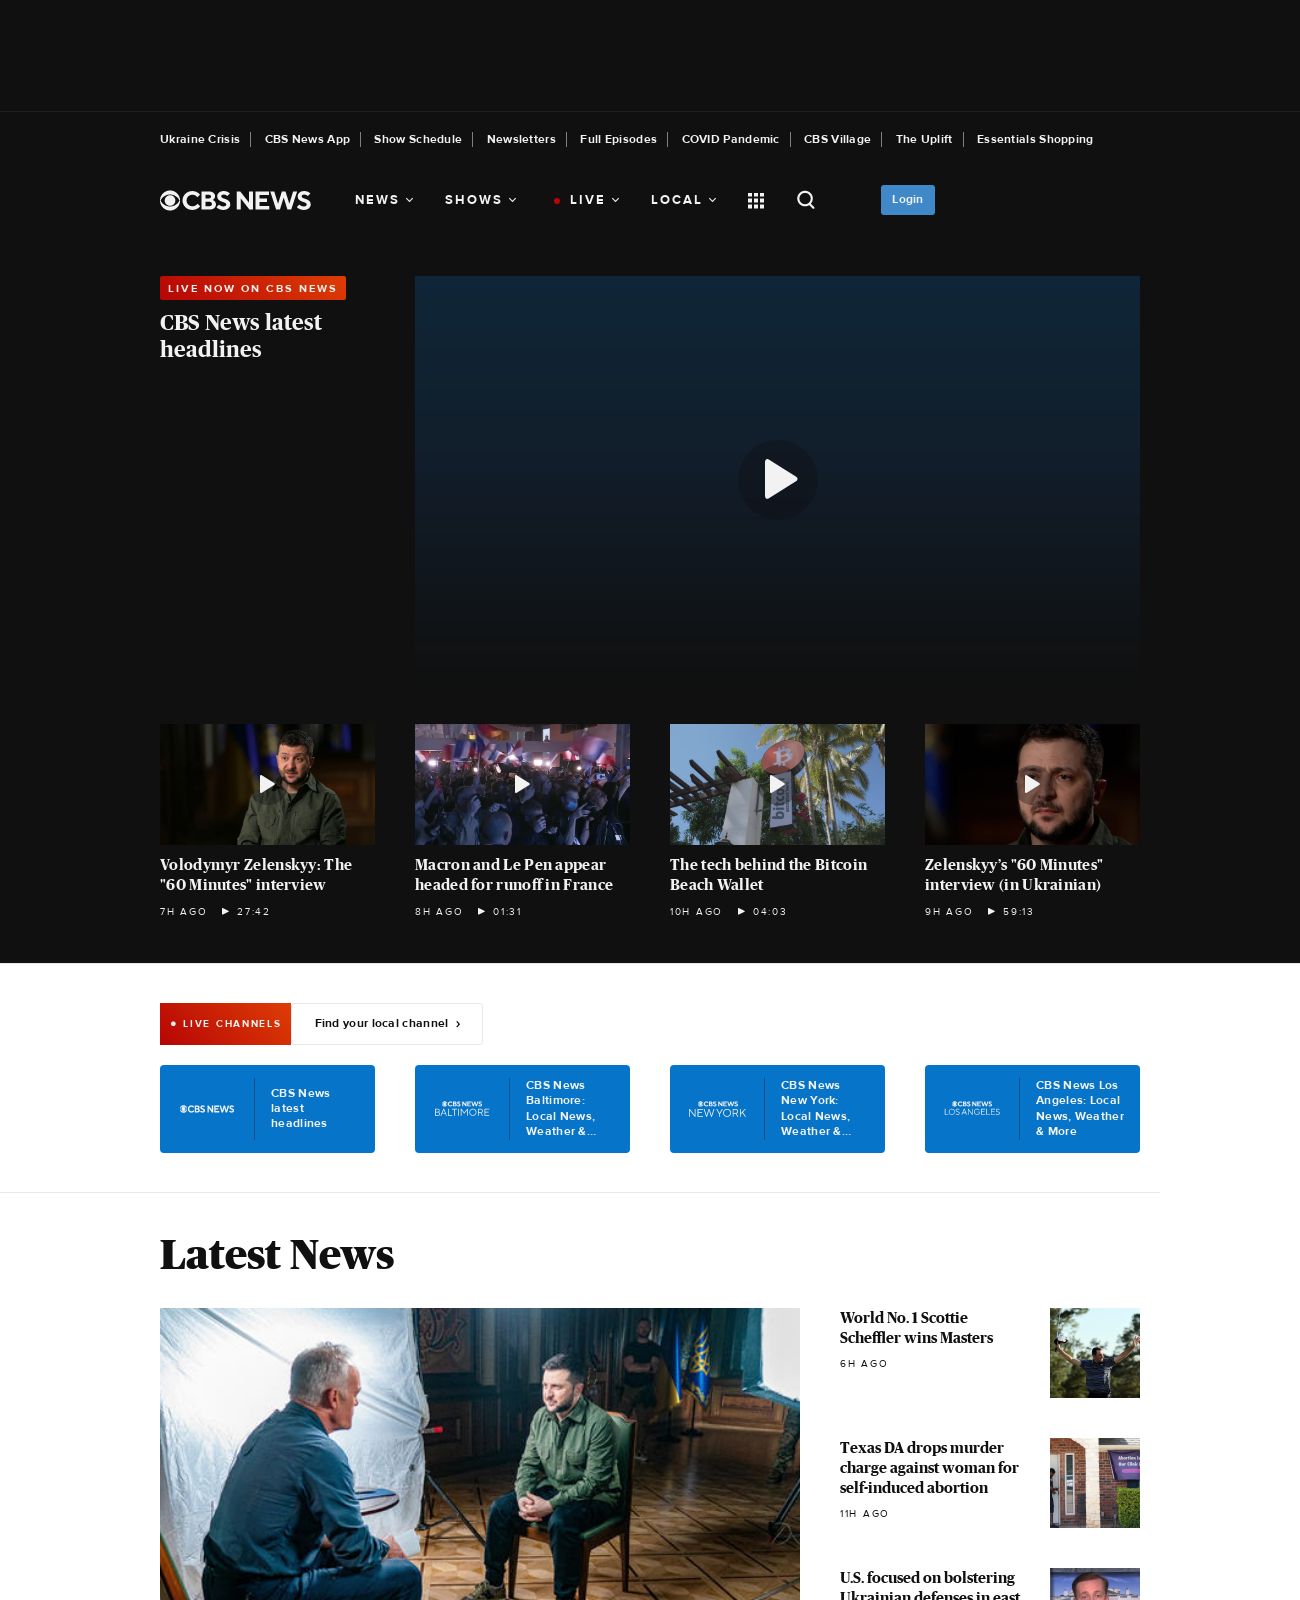 Ukraine Crisis
CBS News App
Show Schedule
Newsletters
Full Episodes
COVID Pandemic
CBS Village
The Uplift
Essentials Shopping
CBS NEWS
NEWS
SHOWS
LIVE
LOCAL
Login
LIVE NOW ON CBS NEWS
CBS News latest
headlines
bitcoin
Volodymyr Zelenskyy: The
"60 Minutes" interview
7H AGO
27:42
Macron and Le Pen appear
headed for runoff in France
8H AGO
01:31
The tech behind the Bitcoin
Beach Wallet
10H AGO
04:03
Zelenskyy’s "60 Minutes"
interview (in Ukrainian)
9H AGO
59:13
LIVE CHANNELS
Find your local channel ›
CBS NEWS
CBS News
latest
headlines
CBS NEWS
BALTIMORE
CBS News
Baltimore:
Local News,
Weather &...
CBS NEWS
NEW YORK
CBS News
New York:
Local News,
Weather &...
CBS NEWS
LOS ANGELES
CBS News Los
Angeles: Local
News, Weather
& More
Latest News
World No. 1 Scottie
Scheffler wins Masters
6H AGO
Texas DA drops murder
charge against woman for
self-induced abortion
11H AGO
U.S. focused on bolstering
Ukrainian defenses in east